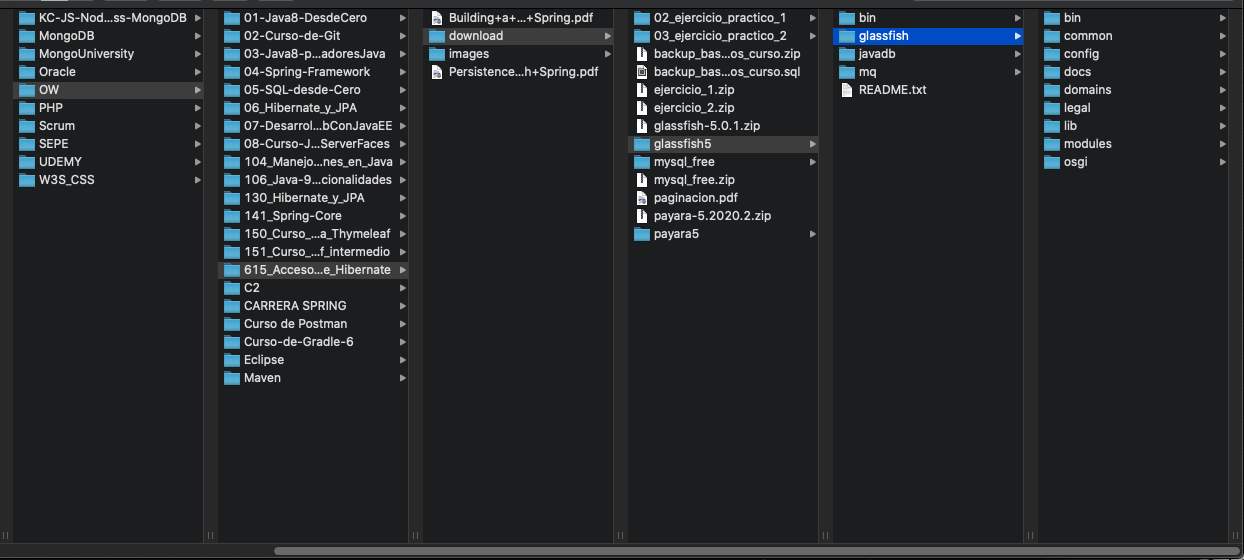 KC-JS-Nod...ss-MongoDB
MongoDB
MongoUniversity
Oracle
OW
PHP
Scrum
SEPE
UDEMY
W3S_CSS
01-Java8-DesdeCero
02-Curso-de-Git
03-Java8-p...adoresJava
04-Spring-Framework
05-SQL-desde-Cero
06_Hibernate_y_JPA
07-Desarrol...bConJavaEE
08-Curso-J...ServerFaces
104_Manejo...nes_en_Java
106_Java-9...cionalidades
130_Hibernate_y_JPA
141_Spring-Core
150_Curso_...a_Thymeleaf
151_Curso_...f_intermedio
615_Acceso...e_Hibernate
C2
CARRERA SPRING
Curso de Postman
Curso-de-Gradle-6
Eclipse
Maven
Building+a+...+Spring.pdf
download
images
Persistence...h+Spring.pdf
02_ejercicio_practico_1
03_ejercicio_practico_2
backup_bas...os_curso.zip
backup_bas...os_curso.sql
ejercicio_1.zip
ejercicio_2.zip
glassfish-5.0.1.zip
glassfish5
mysql_free
mysql_free.zip
paginacion.pdf
payara-5.2020.2.zip
payara5
bin
glassfish
javadb
mq
README.txt
bin
common
config
docs
domains
legal
lib
modules
osgi